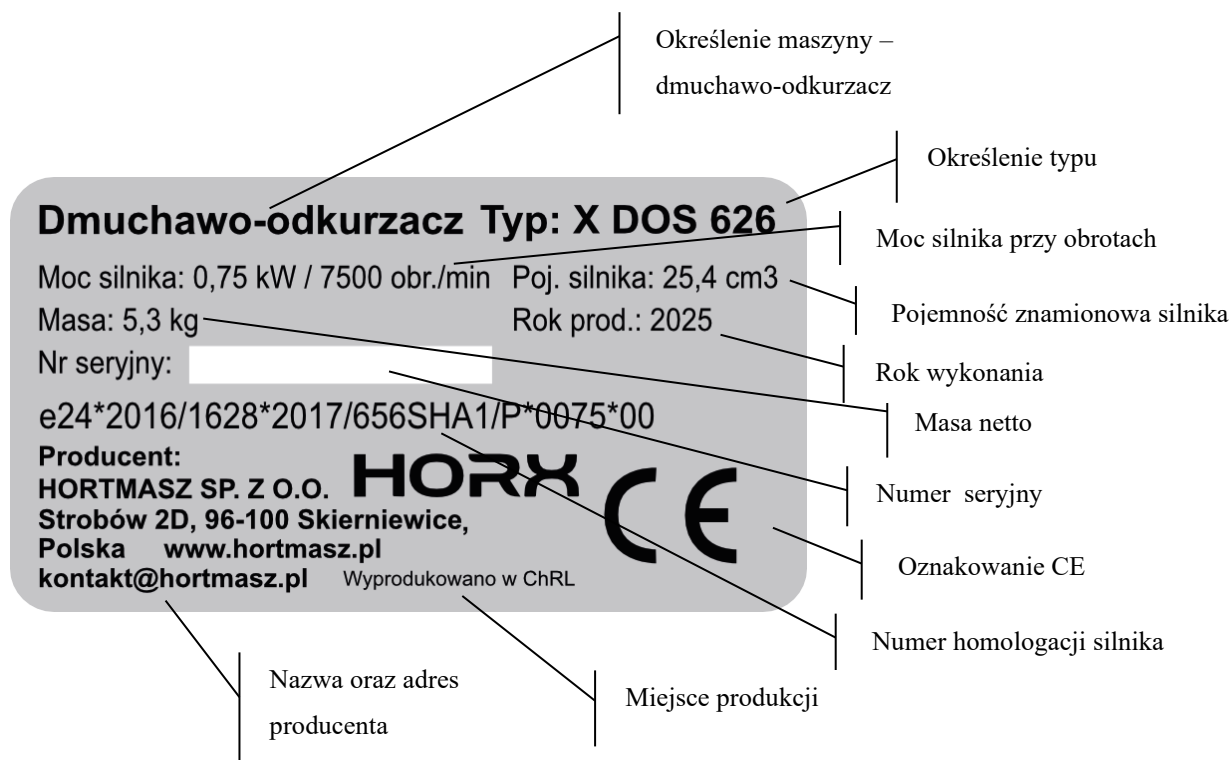 Określenie maszyny –
dmuchawo-odkurzacz
Określenie typu
Dmuchawo-odkurzacz Typ: X DOS 626
Moc silnika przy obrotach
Moc silnika: 0,75 kW / 7500 obr./min Poj. silnika: 25,4 cm3
Pojemność znamionowa silnika
Masa: 5,3 kg Rok prod.: 2025
Nr seryjny:
Rok wykonania
e24*2016/1628*2017/656SHA1/P*0075*00
Masa netto
Producent:
HORTMASZ SP. Z O.O. HORX CE
Numer seryjny
Strobów 2D, 96-100 Skierniewice,
Polska www.hortmasz.pl
Oznakowanie CE
kontakt@hortmasz.pl Wyprodukowano w ChRL
Numer homologacji silnika
Nazwa oraz adres
producenta
Miejsce produkcji